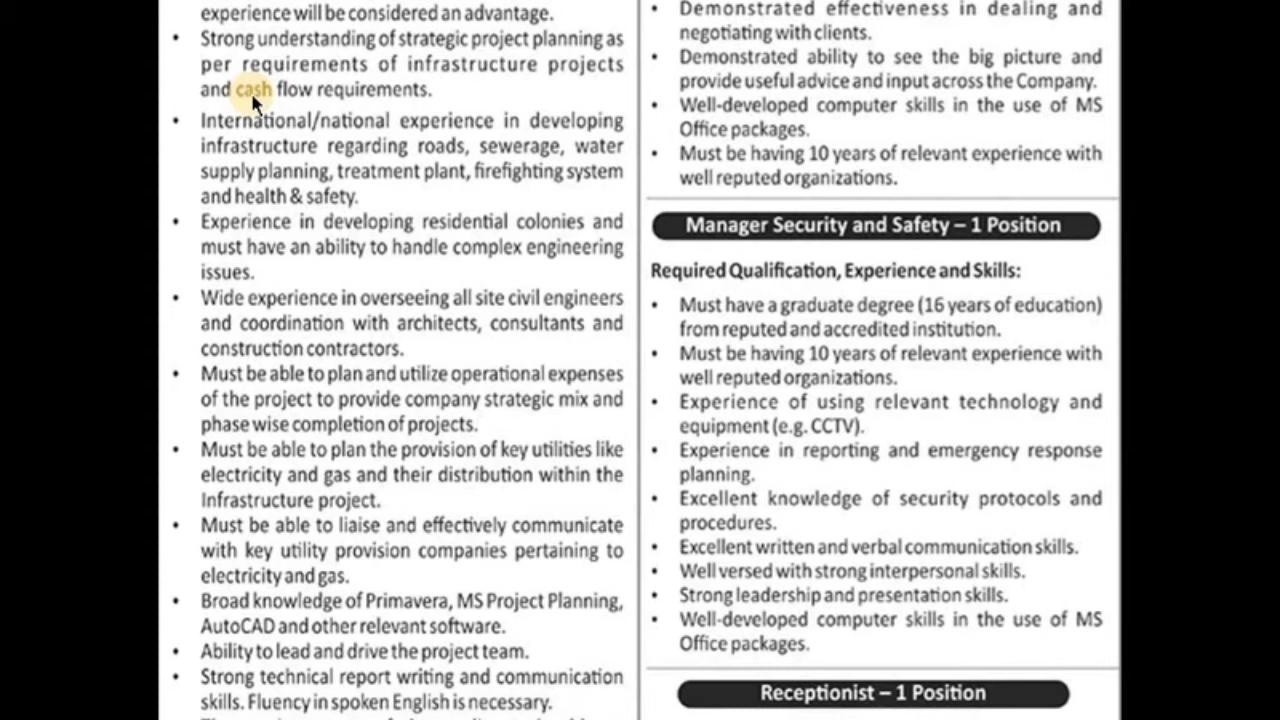 experience will be considered an advantage.
• Strong understanding of strategic project planning as
per requirements of infrastructure projects
and cash flow requirements.
• International/national experience in developing
infrastructure regarding roads, sewerage, water
supply planning, treatment plant, firefighting system
and health & safety.
• Experience in developing residential colonies and
must have an ability to handle complex engineering
issues.
• Wide experience in overseeing all site civil engineers
and coordination with architects, consultants and
construction contractors.
• Must be able to plan and utilize operational expenses
of the project to provide company strategic mix and
phase wise completion of projects.
• Must be able to plan the provision of key utilities like
electricity and gas and their distribution within the
Infrastructure project.
• Must be able to liaise and effectively communicate
with key utility provision companies pertaining to
electricity and gas.
• Broad knowledge of Primavera, MS Project Planning,
AutoCAD and other relevant software.
• Ability to lead and drive the project team.
• Strong technical report writing and communication
skills. Fluency in spoken English is necessary.
• Demonstrated effectiveness in dealing and
negotiating with clients.
• Demonstrated ability to see the big picture and
provide useful advice and input across the Company.
• Well-developed computer skills in the use of MS
Office packages.
• Must be having 10 years of relevant experience with
well reputed organizations.
Manager Security and Safety – 1 Position
Required Qualification, Experience and Skills:
• Must have a graduate degree (16 years of education)
from reputed and accredited institution.
• Must be having 10 years of relevant experience with
well reputed organizations.
• Experience of using relevant technology and
equipment (e.g. CCTV).
• Experience in reporting and emergency response
planning.
• Excellent knowledge of security protocols and
procedures.
• Excellent written and verbal communication skills.
• Well versed with strong interpersonal skills.
• Strong leadership and presentation skills.
• Well-developed computer skills in the use of MS
Office packages.
Receptionist – 1 Position